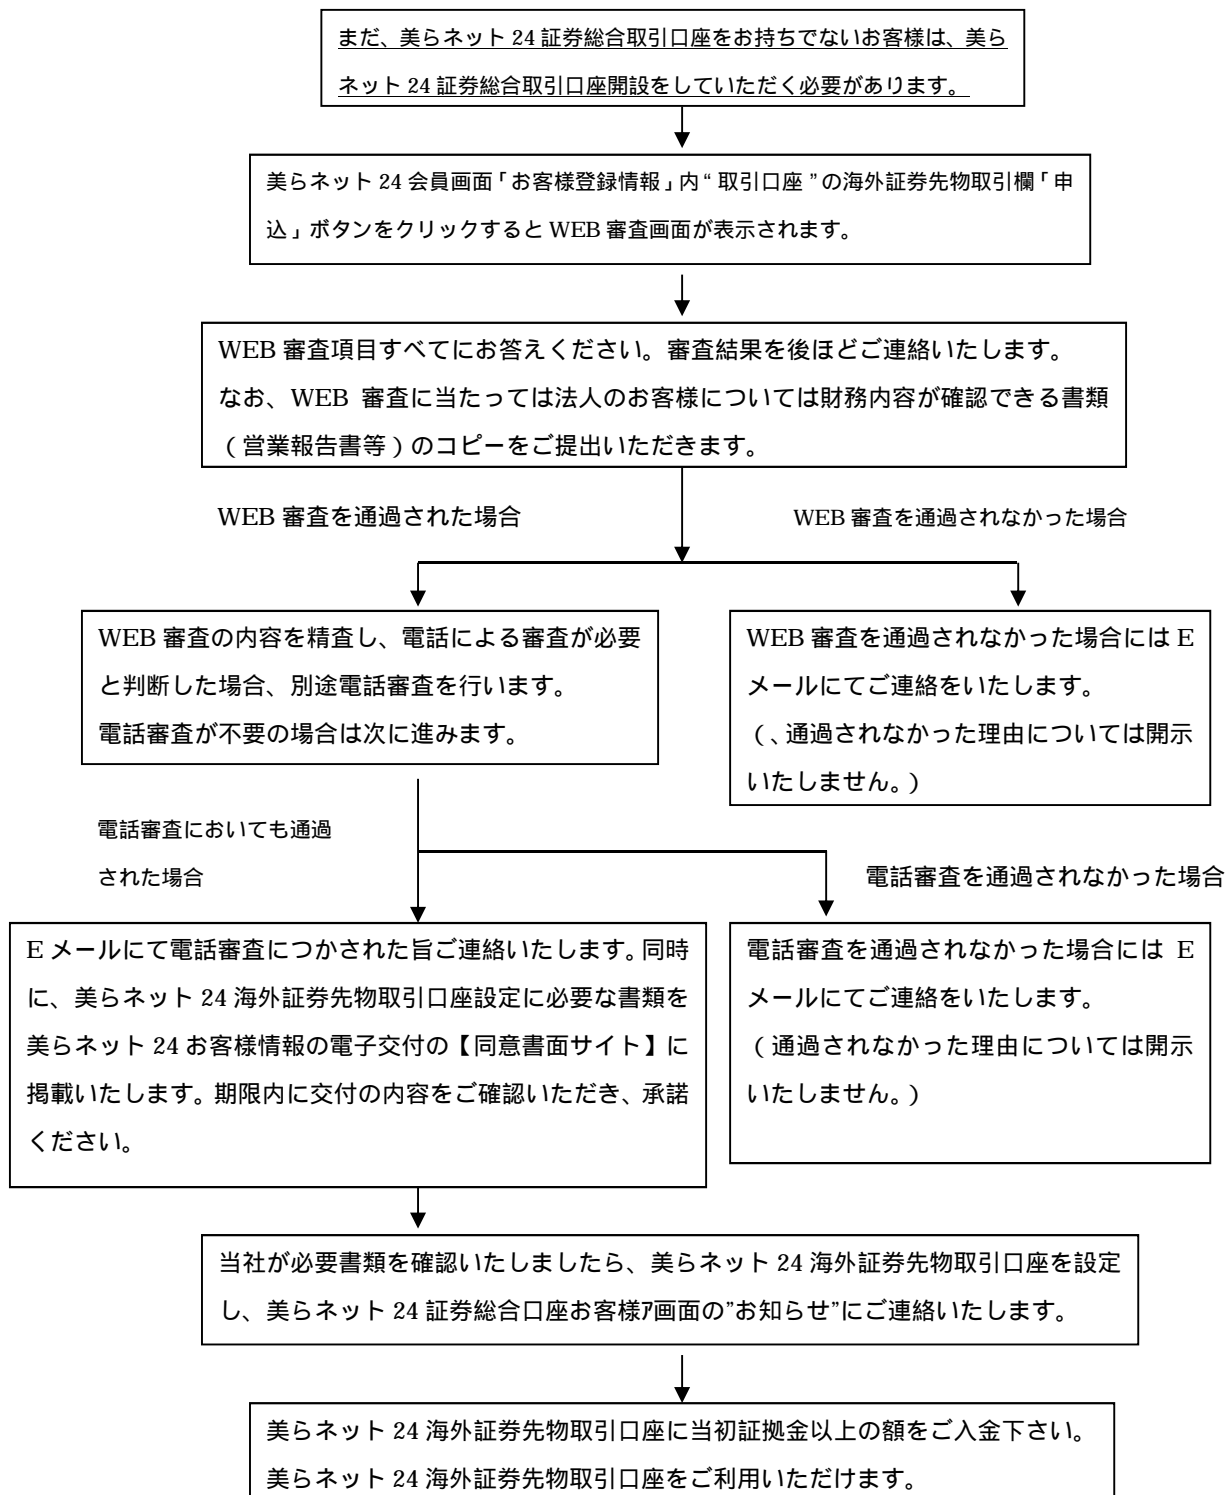 まだ、美らネット 24 証券総合取引口座をお持ちでないお客様は、美ら
ネット 24 証券総合取引口座開設をしていただく必要があります。
美らネット 24 会員画面「お客様登録情報」内“取引口座”の海外証券先物取引欄「申
込」ボタンをクリックすると WEB 審査画面が表示されます。
WEB 審査項目すべてにお答えください。審査結果を後ほどご連絡いたします。
なお、WEB 審査に当たっては法人のお客様については財務内容が確認できる書類
（営業報告書等）のコピーをご提出いただきます。
WEB 審査を通過された場合
WEB 審査を通過されなかった場合
WEB 審査の内容を精査し、電話による審査が必要
と判断した場合、別途電話審査を行います。
電話審査が不要の場合は次に進みます。
WEB 審査を通過されなかった場合には E
メールにてご連絡をいたします。
（、通過されなかった理由については開示
いたしません。）
電話審査においても通過
された場合
電話審査を通過されなかった場合
E メールにて電話審査につかされた旨ご連絡いたします。同時
に、美らネット 24 海外証券先物取引口座設定に必要な書類を
美らネット 24 お客様情報の電子交付の【同意書面サイト】に
掲載いたします。期限内に交付の内容をご確認いただき、承諾
ください。
電話審査を通過されなかった場合には E
メールにてご連絡をいたします。
（通過されなかった理由については開示
いたしません。）
当社が必要書類を確認いたしましたら、美らネット 24 海外証券先物取引口座を設定
し、美らネット 24 証券総合口座お客様ｱ画面の”お知らせ”にご連絡いたします。
美らネット 24 海外証券先物取引口座に当初証拠金以上の額をご入金下さい。
美らネット 24 海外証券先物取引口座をご利用いただけます。